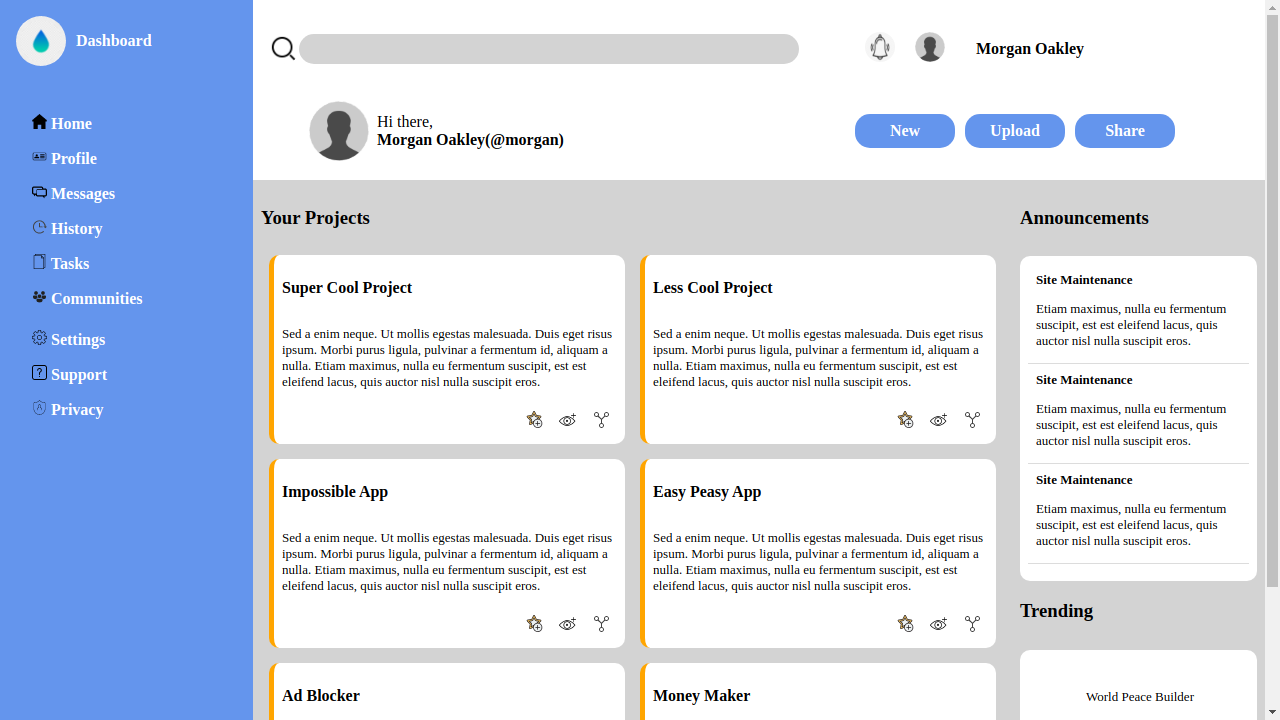 Dashboard
Home
Profile
Messages
History
Tasks
Communities
Settings
Support
Privacy
Morgan Oakley
Hi there,
Morgan Oakley(@morgan)
New
Upload
Share
Your Projects
Super Cool Project
Sed a enim neque. Ut mollis egestas malesuada. Duis eget risus
ipsum. Morbi purus ligula, pulvinar a fermentum id, aliquam a
nulla. Etiam maximus, nulla eu fermentum suscipit, est est
eleifend lacus, quis auctor nisl nulla suscipit eros.
Less Cool Project
Sed a enim neque. Ut mollis egestas malesuada. Duis eget risus
ipsum. Morbi purus ligula, pulvinar a fermentum id, aliquam a
nulla. Etiam maximus, nulla eu fermentum suscipit, est est
eleifend lacus, quis auctor nisl nulla suscipit eros.
Impossible App
Sed a enim neque. Ut mollis egestas malesuada. Duis eget risus
ipsum. Morbi purus ligula, pulvinar a fermentum id, aliquam a
nulla. Etiam maximus, nulla eu fermentum suscipit, est est
eleifend lacus, quis auctor nisl nulla suscipit eros.
Easy Peasy App
Sed a enim neque. Ut mollis egestas malesuada. Duis eget risus
ipsum. Morbi purus ligula, pulvinar a fermentum id, aliquam a
nulla. Etiam maximus, nulla eu fermentum suscipit, est est
eleifend lacus, quis auctor nisl nulla suscipit eros.
Ad Blocker
Money Maker
Announcements
Site Maintenance
Etiam maximus, nulla eu fermentum
suscipit, est est eleifend lacus, quis
auctor nisl nulla suscipit eros.
Site Maintenance
Etiam maximus, nulla eu fermentum
suscipit, est est eleifend lacus, quis
auctor nisl nulla suscipit eros.
Site Maintenance
Etiam maximus, nulla eu fermentum
suscipit, est est eleifend lacus, quis
auctor nisl nulla suscipit eros.
Trending
World Peace Builder